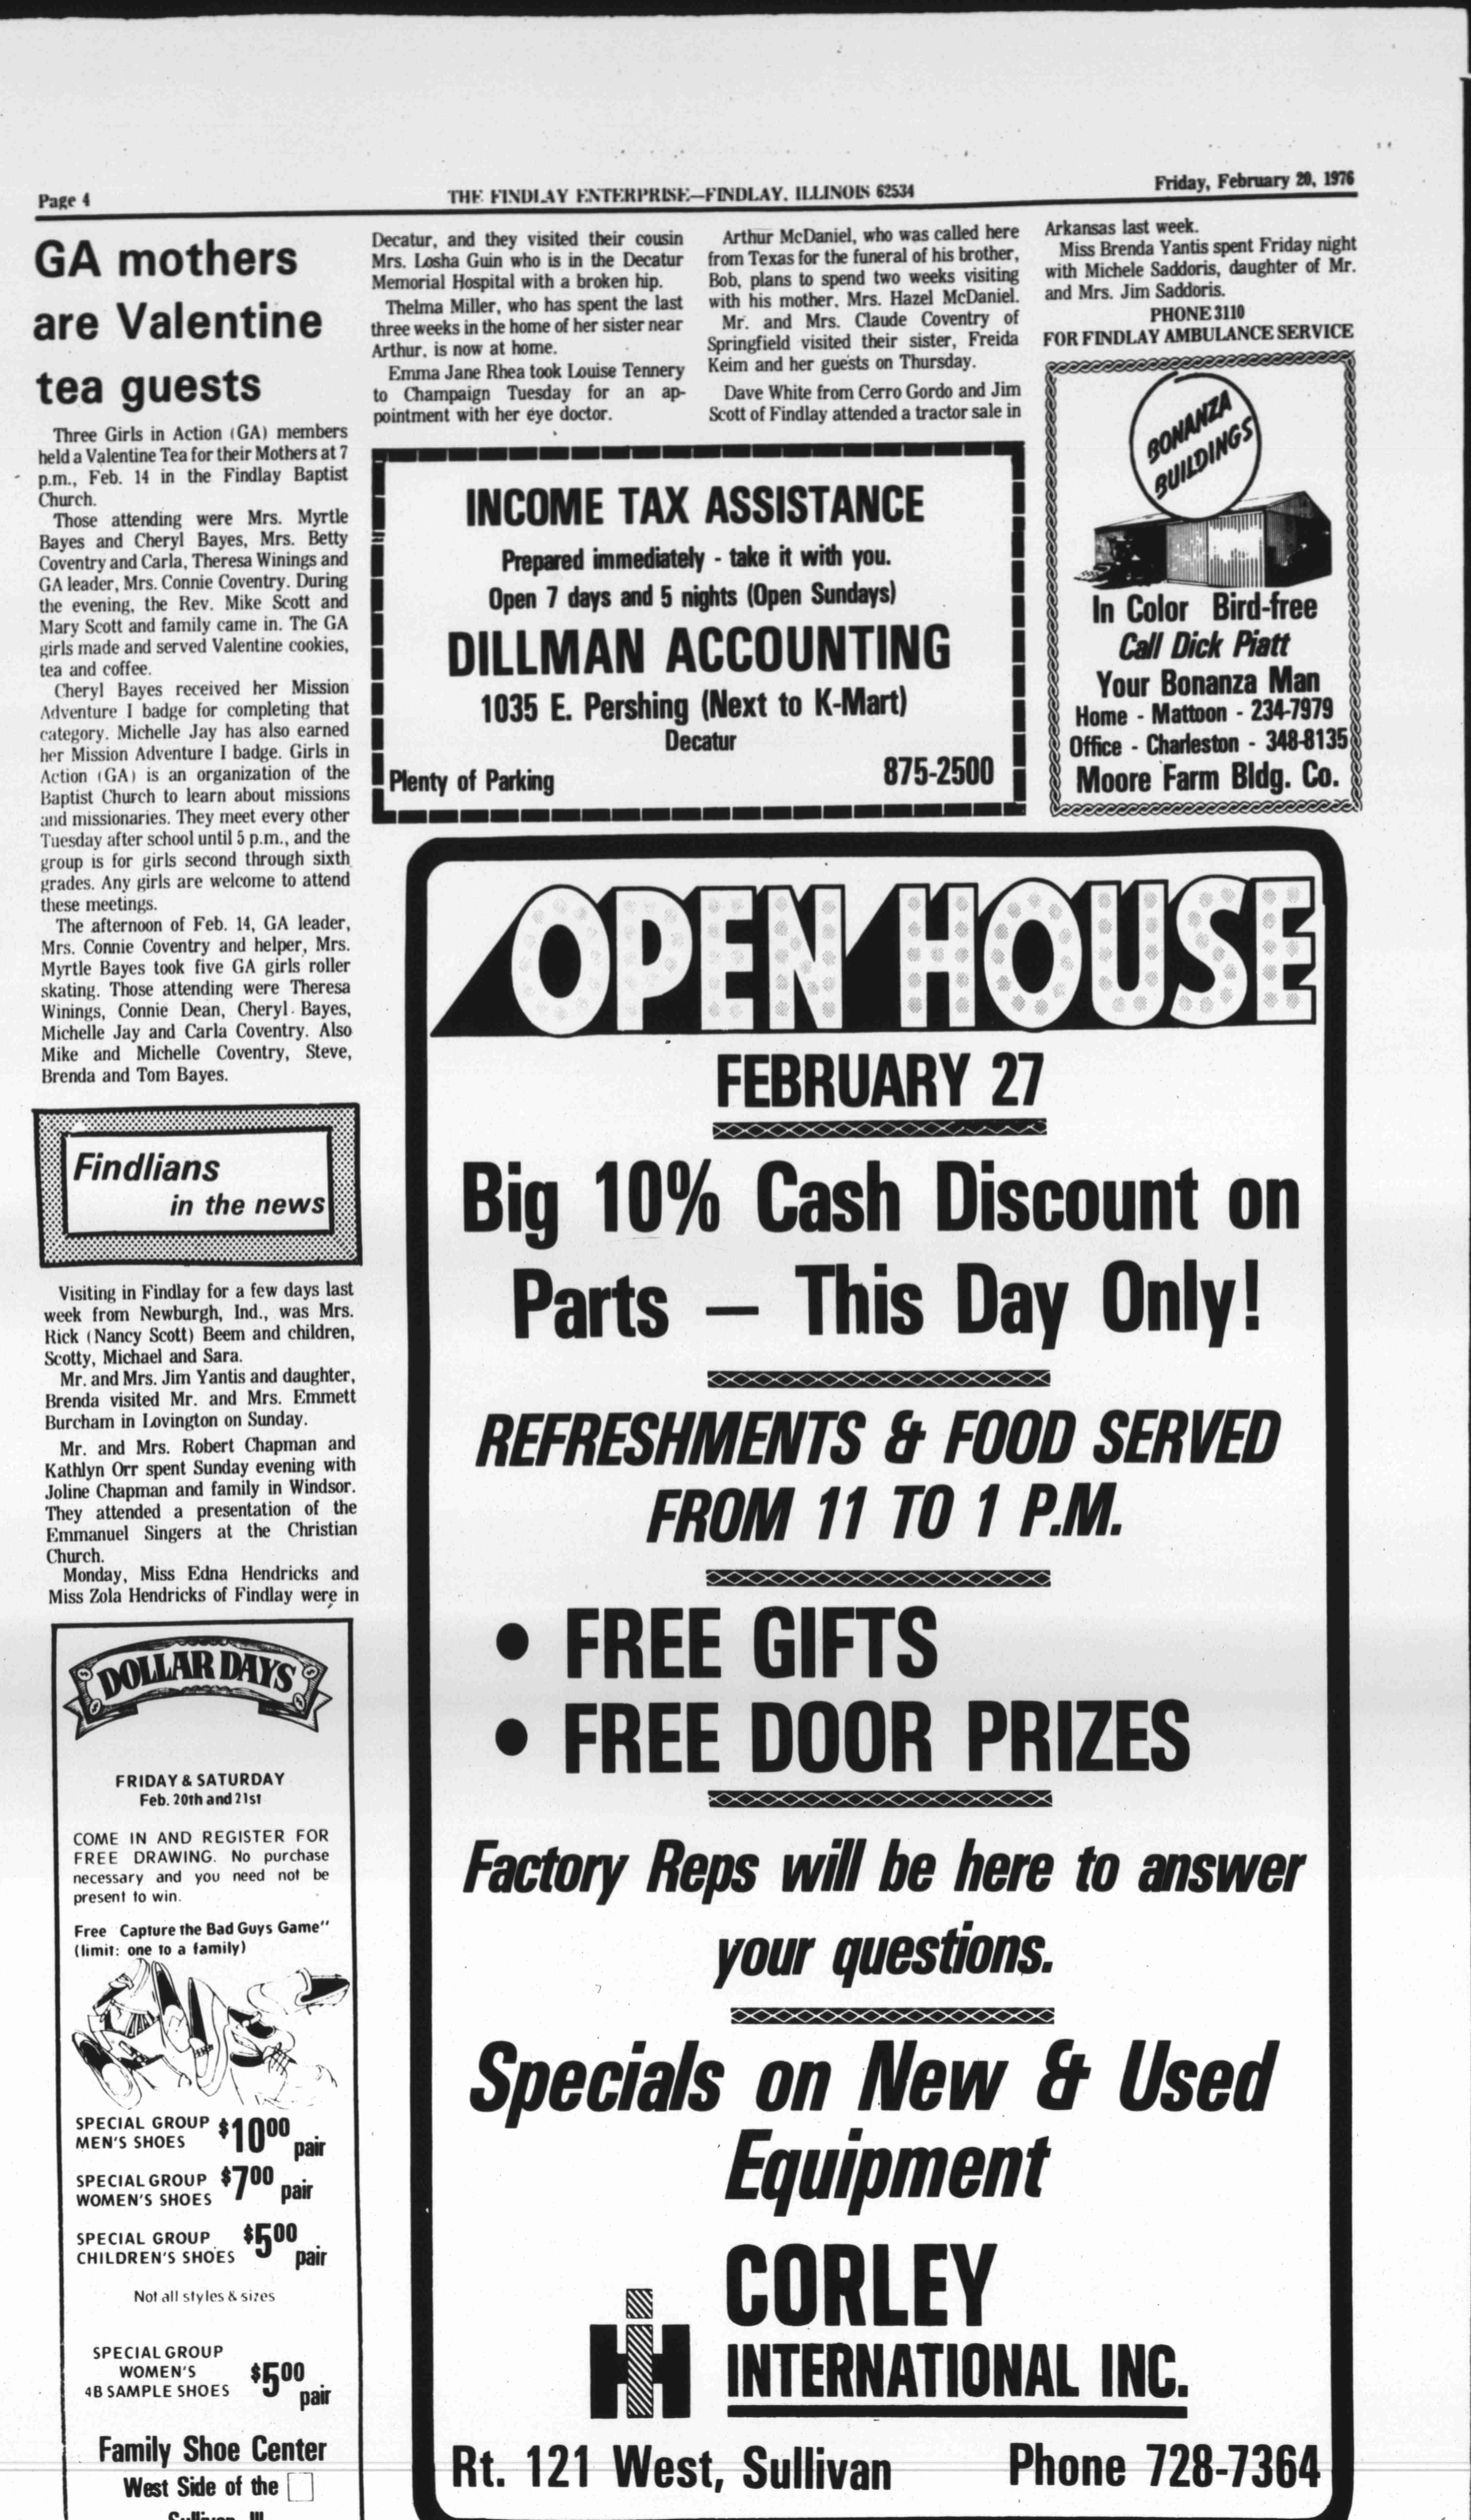 Page 4
THE FINDLAY ENTERPRISE—FINDLAY, ILLINOIS 62534
Friday, February 20, 1976
GA mothers
are Valentine
tea guests
Three Girls in Action (GA) members
held a Valentine Tea for their Mothers at 7
p.m., Feb. 14 in the Findlay Baptist
Church.
Those attending were Mrs. Myrtle
Bayes and Cheryl Bayes, Mrs. Betty
Coventry and Carla, Theresa Winings and
GA leader, Mrs. Connie Coventry. During
the evening, the Rev. Mike Scott and
Mary Scott and family came in. The GA
girls made and served Valentine cookies,
tea and coffee.
Cheryl Bayes received her Mission
Adventure I badge for completing that
category. Michelle Jay has also earned
her Mission Adventure I badge. Girls in
Action (GA) is an organization of the
Baptist Church to learn about missions
and missionaries. They meet every other
Tuesday after school until 5 p.m., and the
group is for girls second through sixth
grades. Any girls are welcome to attend
these meetings.
The afternoon of Feb. 14, GA leader,
Mrs. Connie Coventry and helper, Mrs.
Myrtle Bayes took five GA girls roller
skating. Those attending were Theresa
Winings, Connie Dean, Cheryl Bayes,
Michelle Jay and Carla Coventry. Also
Mike and Michelle Coventry, Steve,
Brenda and Tom Bayes.
Findlians
in the news
Visiting in Findlay for a few days last
week from Newburgh, Ind., was Mrs.
Rick (Nancy Scott) Beem and children,
Scotty, Michael and Sara.
Mr. and Mrs. Jim Yantis and daughter,
Brenda visited Mr. and Mrs. Emmett
Burcham in Lovington on Sunday.
Mr. and Mrs. Robert Chapman and
Kathlyn Orr spent Sunday evening with
Joline Chapman and family in Windsor.
They attended a presentation of the
Emmanuel Singers at the Christian
Church.
Monday, Miss Edna Hendricks and
Miss Zola Hendricks of Findlay were in
Decatur, and they visited their cousin
Mrs. Losha Guin who is in the Decatur
Memorial Hospital with a broken hip.
Thelma Miller, who has spent the last
three weeks in the home of her sister near
Arthur, is now at home.
Emma Jane Rhea took Louise Tennery
to Champaign Tuesday for an ap-
pointment with her eye doctor.
Arthur McDaniel, who was called here
from Texas for the funeral of his brother,
Bob, plans to spend two weeks visiting
with his mother, Mrs. Hazel McDaniel.
Mr. and Mrs. Claude Coventry of
Springfield visited their sister, Freida
Keim and her guests on Thursday.
Dave White from Cerro Gordo and Jim
Scott of Findlay attended a tractor sale in
Arkansas last week.
Miss Brenda Yantis spent Friday night
with Michele Saddoris, daughter of Mr.
and Mrs. Jim Saddoris.
PHONE 3110
FOR FINDLAY AMBULANCE SERVICE
INCOME TAX ASSISTANCE
Prepared immediately - take it with you.
Open 7 days and 5 nights (Open Sundays)
DILLMAN ACCOUNTING
1035 E. Pershing (Next to K-Mart)
Decatur
Plenty of Parking
875-2500
BONANZA
BUILDINGS
In Color Bird-free
Call Dick Piatt
Your Bonanza Man
Home - Mattoon - 234-7979
Office - Charleston - 348-8135
Moore Farm Bldg. Co.
OPEN HOUSE
FEBRUARY 27
Big 10% Cash Discount on
Parts — This Day Only!
REFRESHMENTS & FOOD SERVED
FROM 11 TO 1 P.M.
• FREE GIFTS
• FREE DOOR PRIZES
Factory Reps will be here to answer
your questions.
Specials on New & Used
Equipment
CORLEY
INTERNATIONAL INC.
Rt. 121 West, Sullivan
Phone 728-7364
DOLLAR DAYS
FRIDAY & SATURDAY
Feb. 20th and 21st
COME IN AND REGISTER FOR
FREE DRAWING. No purchase
necessary and you need not be
present to win.
Free Capture the Bad Guys Game"
(limit: one to a family)
SPECIAL GROUP
MEN'S SHOES
$10.00 pair
SPECIAL GROUP
WOMEN'S SHOES
$7.00 pair
SPECIAL GROUP
CHILDREN'S SHOES
$5.00 pair
Not all styles & sizes
SPECIAL GROUP
WOMEN'S
4B SAMPLE SHOES
$5.00 pair
Family Shoe Center
West Side of the
Sullivan, Ill.